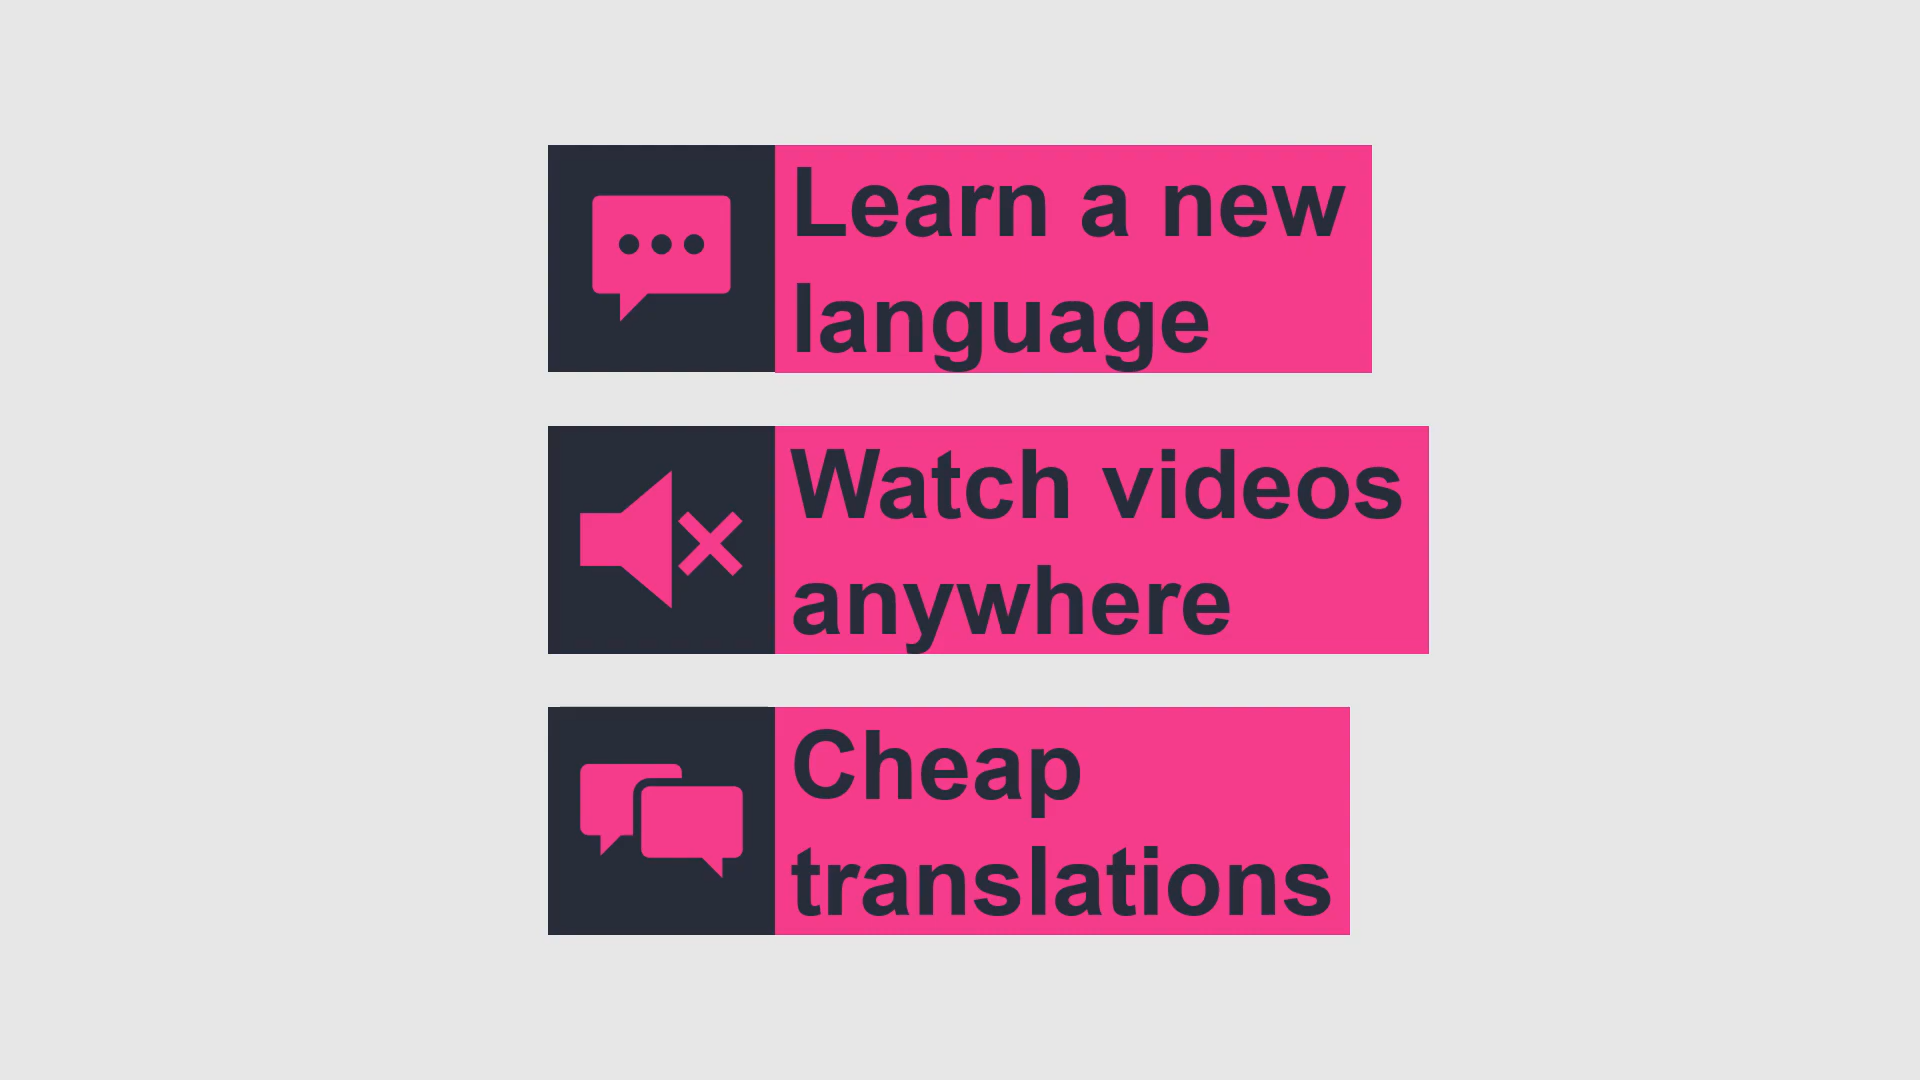 Learn a new
language
Watch videos
anywhere
Cheap
translations